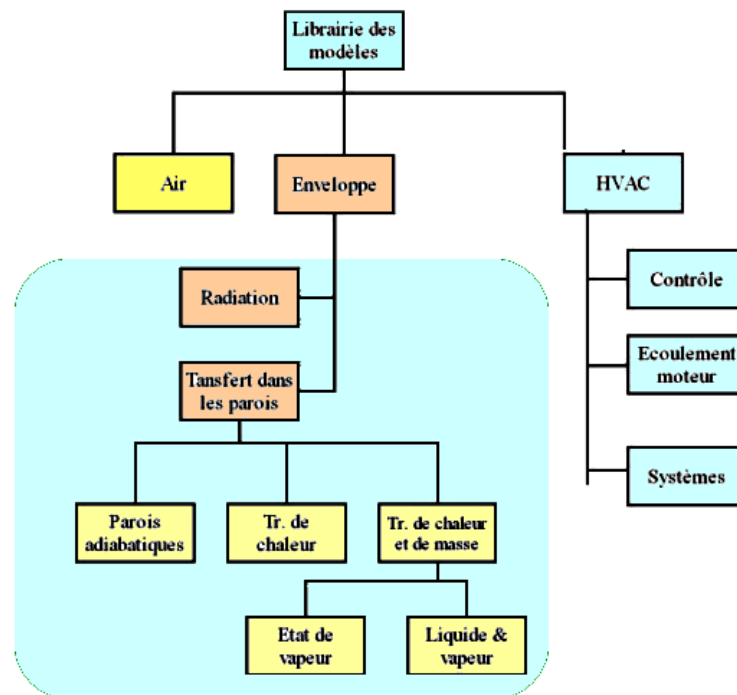 Librairie des
modèles
Air
Enveloppe
HVAC
Radiation
Contrôle
Ecoulement
moteur
Tansfert dans
les parois
Systèmes
Parois
adiabatiques
Tr. de
chaleur
Tr. de chaleur
et de masse
Etat de
vapeur
Liquide &
vapeur